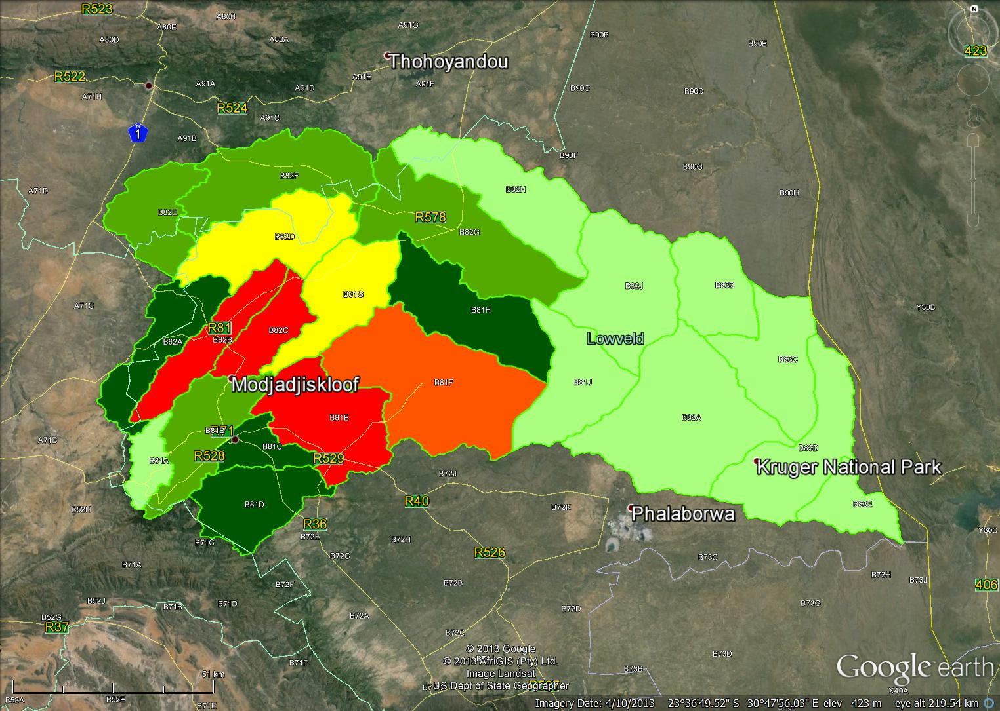 R523
A80B
N
A91G
A80E
B90B
A80D
A80A
B90E
423
Thohoyandou
R522
A91E
A91A
A91D
A91F
B90C
B90D
A71H
R524
A91C
N
1
A91B
B90F
B90G
B82F
A71D
B82H
B90H
B82E
R578
B82D
B82G
B82J
B83B
B81G
A71C
B81H
Y30B
R81
B82C
B82A
B82B
Lowveld
B83C
Modjadjiskloof
B81F
B81J
B81E
B83A
R71
A71B
B81C
B83D
R528
R529
B81A
Kruger National Park
B72J
R40
B81D
B72K
B83E
B52H
Phalaborwa
R36
Y30C
B72E
B71C
B72H
R526
B72G
B73C
B71A
B73H
B73J
B72B
B72F
406
B52J
B71D
B73G
B71B
B72D
B52G
B72A
R37
B72C
© 2013 Google
B73D
© 2013 AfriGIS (Pty) Ltd.
B71F
Google earth
B73B
51 km
Image Landsat
US Dept of State Geographer
X40A
B52A
B52E
B71E
Imagery Date: 4/10/2013 23°36'49.52" S 30°47'56.03" E elev 423 m eye alt 219.54 km